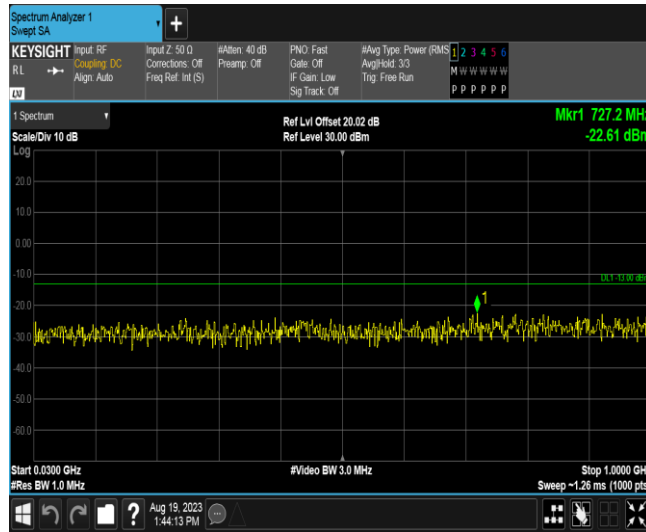 Spectrum Analyzer 1
Swept SA
+
KEYSIGHT Input: RF Input Z: 50 Ω #Atten: 40 dB PNO: Fast #Avg Type: Power (RMS 1 2 3 4 5 6
RL Coupling: DC Corrections: Off Preamp: Off Gate: Off Avg|Hold: 3/3 M W W W W W
Align: Auto Freq Ref: Int (S) IF Gain: Low Trig: Free Run
Sig Track: Off P P P P P P
LXI
1 Spectrum Ref Lvl Offset 20.02 dB Mkr1 727.2 MHz
Scale/Div 10 dB Ref Level 30.00 dBm -22.61 dBm
Log
20.0
10.0
0.00
-10.0
DL1 -13.00 dBm
1
-20.0
-30.0
-40.0
-50.0
-60.0
Start 0.0300 GHz #Video BW 3.0 MHz Stop 1.0000 GHz
#Res BW 1.0 MHz Sweep ~1.26 ms (1000 pts)
? Aug 19, 2023
1:44:13 PM